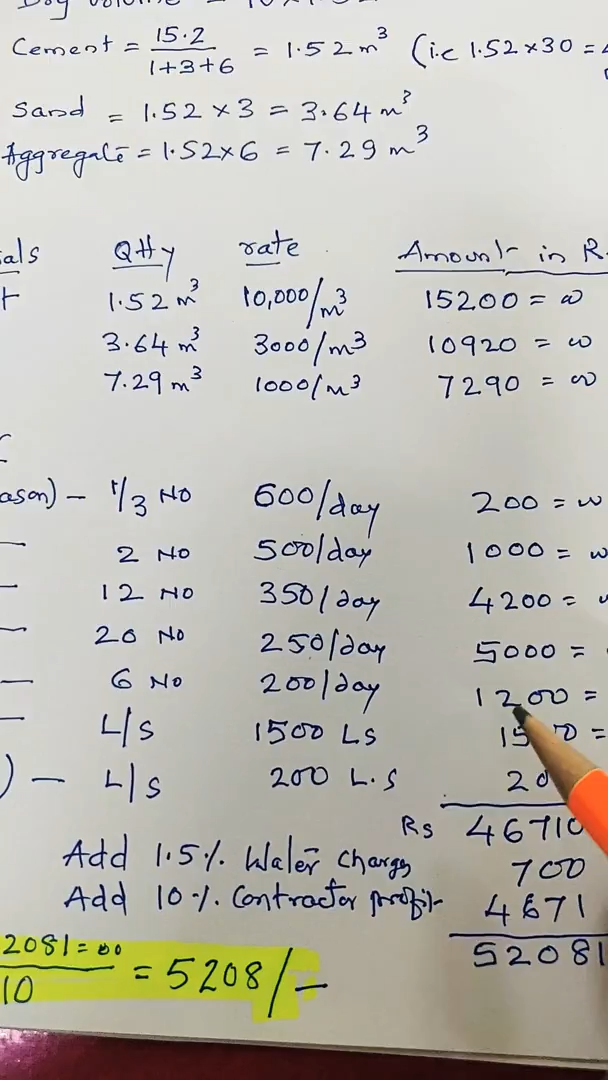 Cement = 15.2 / 1+3+6 = 1.52 m³ (i.e 1.52×30 =
Sand = 1.52 × 3 = 3.64 m³
Aggregate = 1.52×6 = 7.29 m³
als Qtty rate Amount in R
t 1.52 m³ 10,000/m³ 15200 = 00
3.64 m³ 3000/m³ 10920 = 00
7.29 m³ 1000/m³ 7290 = 00
ason) - 1/3 No 600/day 200 =
- 2 No 500/day 1000 =
- 12 No 350/day 4200 =
- 20 No 250/day 5000 =
- 6 No 200/day 1200 =
- L/s 1500 LS =
) - L/s 200 L.S
Rs 46710
Add 1.5% Water charges 700
Add 10% Contractor profit 4671
52081
2081=00 / 10 = 5208/-